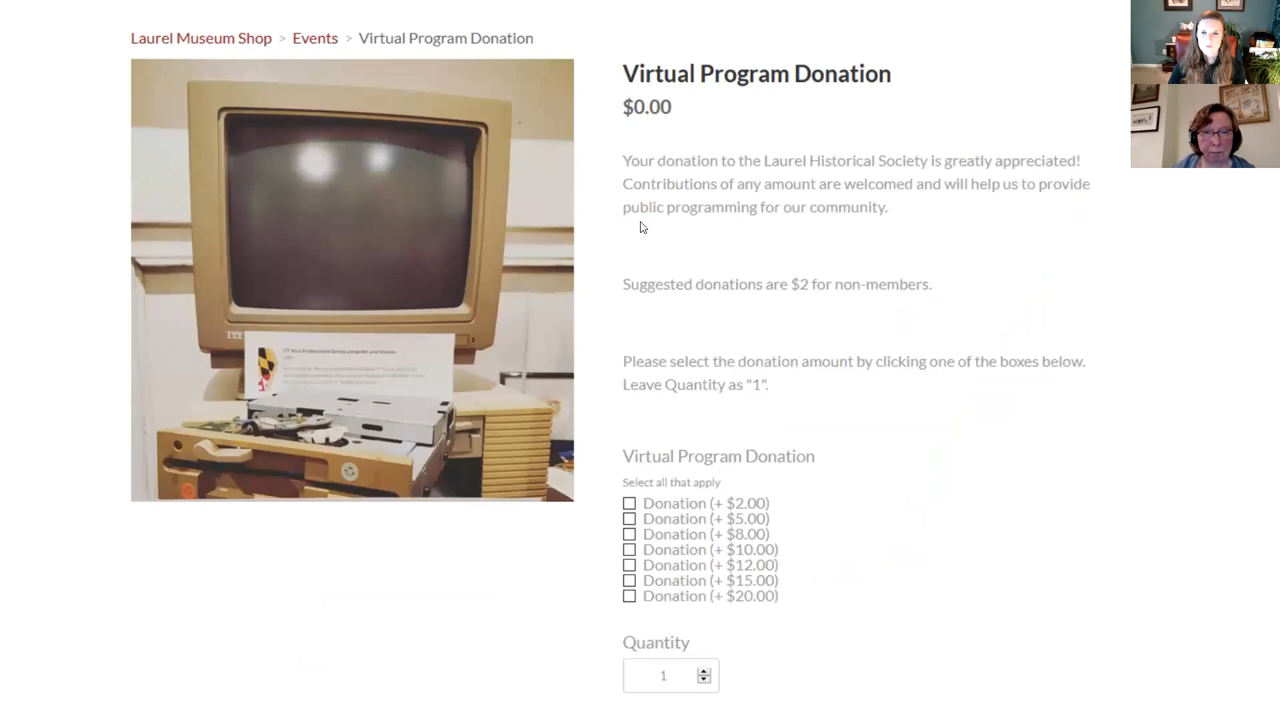 Laurel Museum Shop > Events > Virtual Program Donation
Virtual Program Donation
$0.00
Your donation to the Laurel Historical Society is greatly appreciated!
Contributions of any amount are welcomed and will help us to provide
public programming for our community.
Suggested donations are $2 for non-members.
Please select the donation amount by clicking one of the boxes below.
Leave Quantity as "1".
Virtual Program Donation
Select all that apply
Donation (+ $2.00)
Donation (+ $5.00)
Donation (+ $8.00)
Donation (+ $10.00)
Donation (+ $12.00)
Donation (+ $15.00)
Donation (+ $20.00)
Quantity
1
ITT